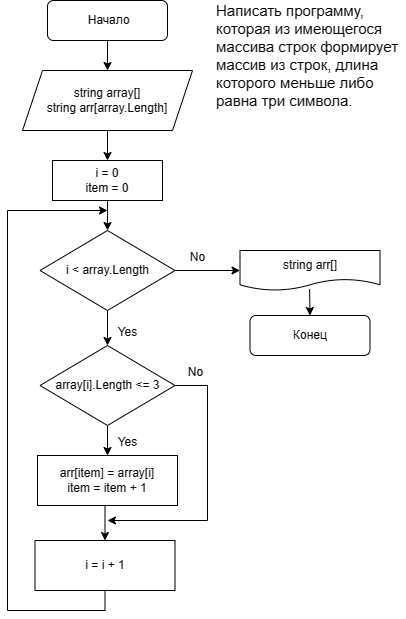 Начало
Написать программу,
которая из имеющегося
массива строк формирует
массив из строк, длина
которого меньше либо
равна три символа.
string array[]
string arr[array.Length]
i = 0
item = 0
i < array.Length
No
string arr[]
Yes
Конец
array[i].Length <= 3
No
Yes
arr[item] = array[i]
item = item + 1
i = i + 1